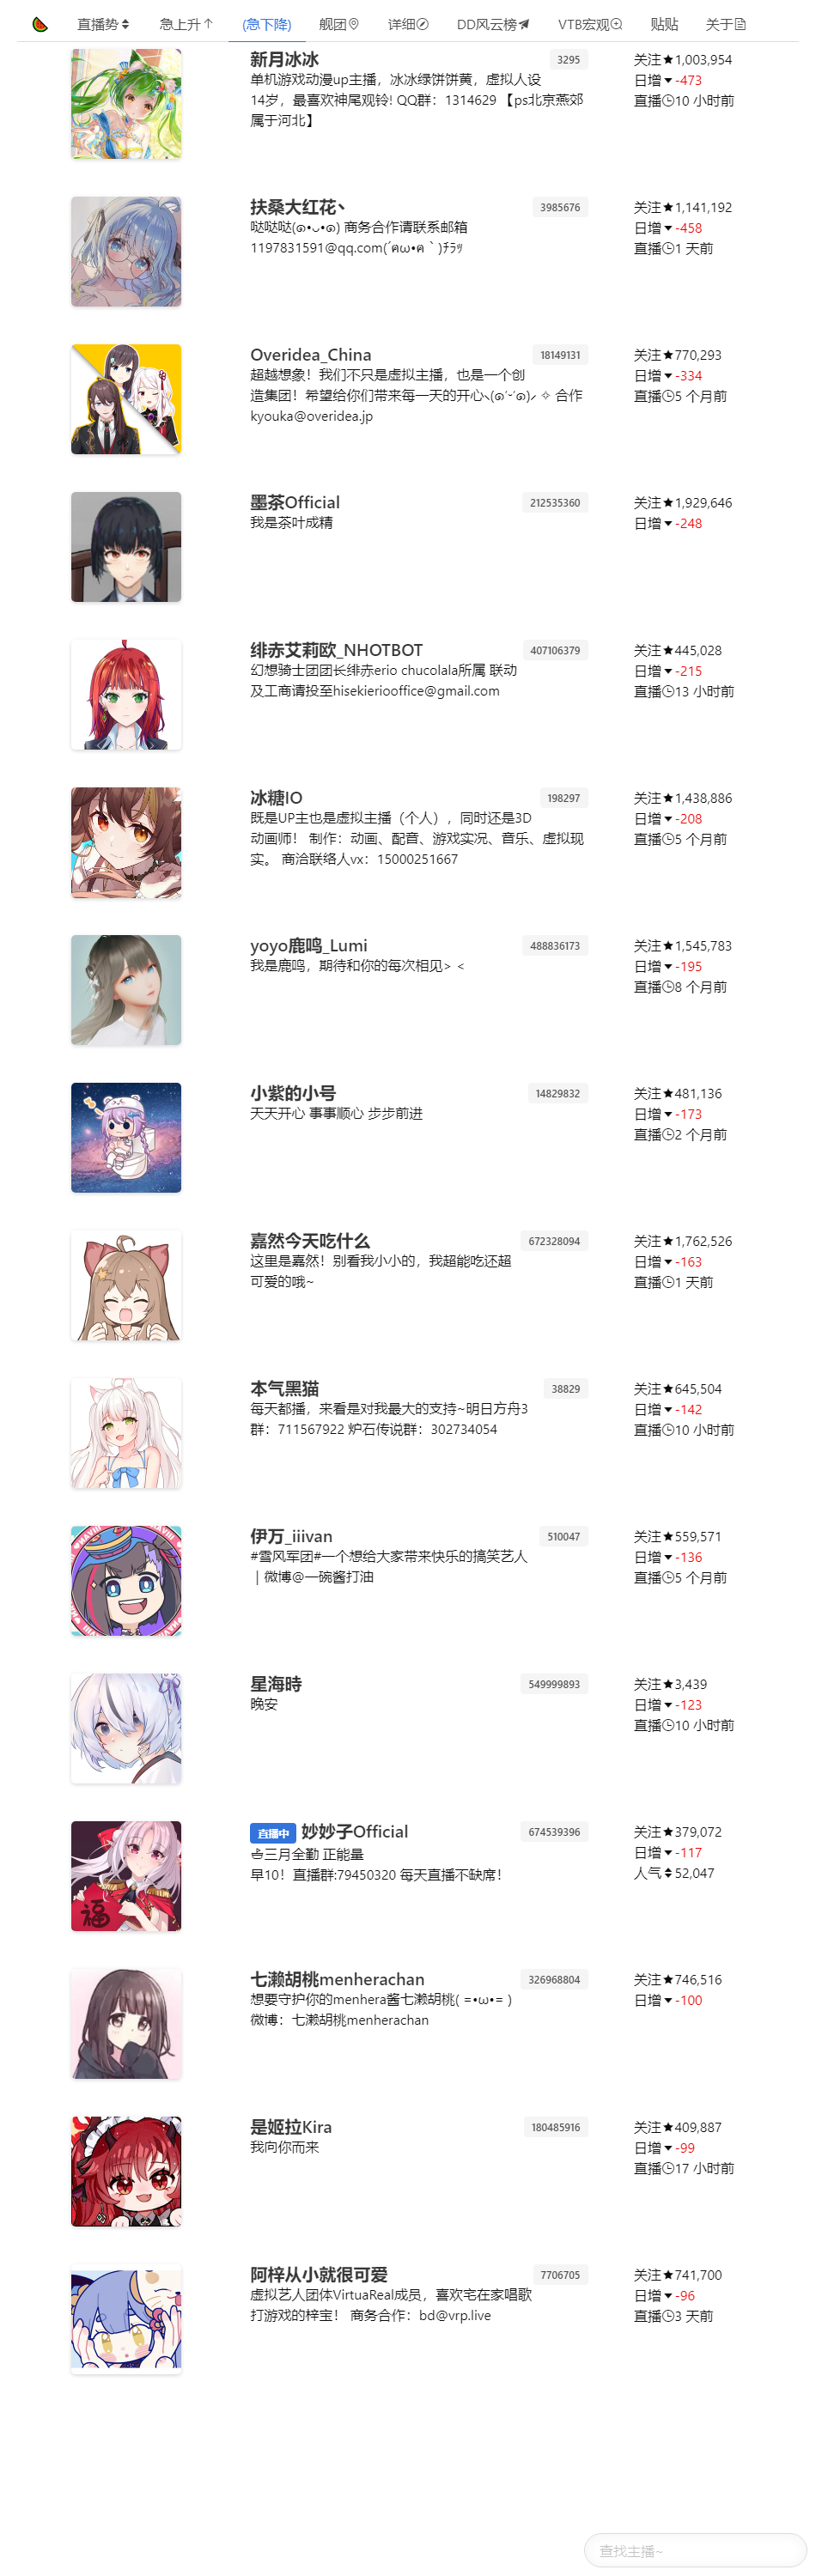 直播势 急上升 (急下降) 舰团 详细 DD风云榜 VTB宏观 贴贴 关于
新月冰冰 3295 关注★1,003,954
单机游戏动漫up主播，冰冰绿饼饼黄，虚拟人设 日增-473
14岁，最喜欢神尾观铃! QQ群：1314629 【ps北京燕郊 直播10 小时前
属于河北】
扶桑大红花丶 3985676 关注★1,141,192
哒哒哒(๑•ᴗ•๑) 商务合作请联系邮箱 日增-458
1197831591@qq.com(´ฅω•ฅ｀)ﾁﾗｯ 直播1 天前
Overidea_China 18149131 关注★770,293
超越想象！我们不只是虚拟主播，也是一个创 日增-334
造集团！希望给你们带来每一天的开心ヽ(๑ˊᵕˋ๑)ﾉ ✧ 合作 直播5 个月前
kyouka@overidea.jp
墨茶Official 212535360 关注★1,929,646
我是茶叶成精 日增-248
绯赤艾莉欧_NHOTBOT 407106379 关注★445,028
幻想骑士团团长绯赤erio chucolala所属 联动 日增-215
及工商请投至hisekieriooffice@gmail.com 直播13 小时前
冰糖IO 198297 关注★1,438,886
既是UP主也是虚拟主播（个人），同时还是3D 日增-208
动画师！ 制作：动画、配音、游戏实况、音乐、虚拟现 直播5 个月前
实。 商洽联络人vx：15000251667
yoyo鹿鸣_Lumi 488836173 关注★1,545,783
我是鹿鸣，期待和你的每次相见> < 日增-195
直播8 个月前
小紫的小号 14829832 关注★481,136
天天开心 事事顺心 步步前进 日增-173
直播2 个月前
嘉然今天吃什么 672328094 关注★1,762,526
这里是嘉然！别看我小小的，我超能吃还超 日增-163
可爱的哦~ 直播1 天前
本气黑猫 38829 关注★645,504
每天都播，来看是对我最大的支持~明日方舟3 日增-142
群：711567922 炉石传说群：302734054 直播10 小时前
伊万_iiivan 510047 关注★559,571
#雪风军团#一个想给大家带来快乐的搞笑艺人 日增-136
｜微博@一碗酱打油 直播5 个月前
星海時 549999893 关注★3,439
晚安 日增-123
直播10 小时前
直播中 妙妙子Official 674539396 关注★379,072
👍三月全勤 正能量 日增-117
早10！直播群:79450320 每天直播不缺席！ 人气52,047
福
七濑胡桃menherachan 326968804 关注★746,516
想要守护你的menhera酱七濑胡桃( =•ω•= ) 日增-100
微博：七濑胡桃menherachan
是姬拉Kira 180485916 关注★409,887
我向你而来 日增-99
直播17 小时前
阿梓从小就很可爱 7706705 关注★741,700
虚拟艺人团体VirtuaReal成员，喜欢宅在家唱歌 日增-96
打游戏的梓宝！ 商务合作：bd@vrp.live 直播3 天前
查找主播~